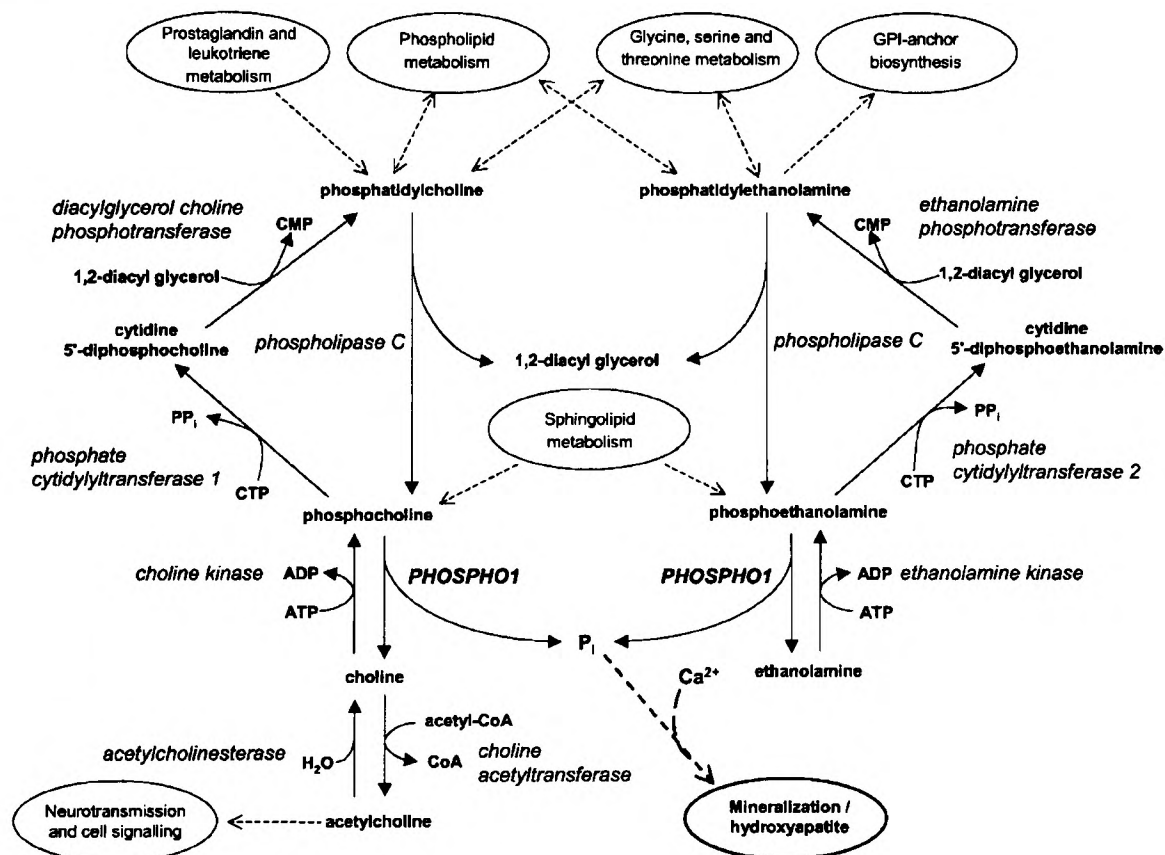 Prostaglandin and
leukotriene
metabolism
Phospholipid
metabolism
Glycine, serine and
threonine metabolism
GPI-anchor
biosynthesis
phosphatidylcholine
phosphatidylethanolamine
diacylglycerol choline
phosphotransferase
CMP
1,2-diacyl glycerol
CMP
ethanolamine
phosphotransferase
1,2-diacyl glycerol
cytidine
5'-diphosphocholine
phospholipase C
1,2-diacyl glycerol
phospholipase C
cytidine
5'-diphosphoethanolamine
Sphingolipid
metabolism
PPi
phosphate
cytidylyltransferase 1
CTP
PPi
CTP
phosphate
cytidylyltransferase 2
phosphocholine
phosphoethanolamine
choline kinase
ADP
ATP
PHOSPHO1
PHOSPHO1
ADP
ethanolamine kinase
ATP
Pi
choline
ethanolamine
Ca2+
acetyl-CoA
acetylcholinesterase
H2O
CoA
choline
acetyltransferase
Neurotransmission
and cell signalling
acetylcholine
Mineralization /
hydroxyapatite